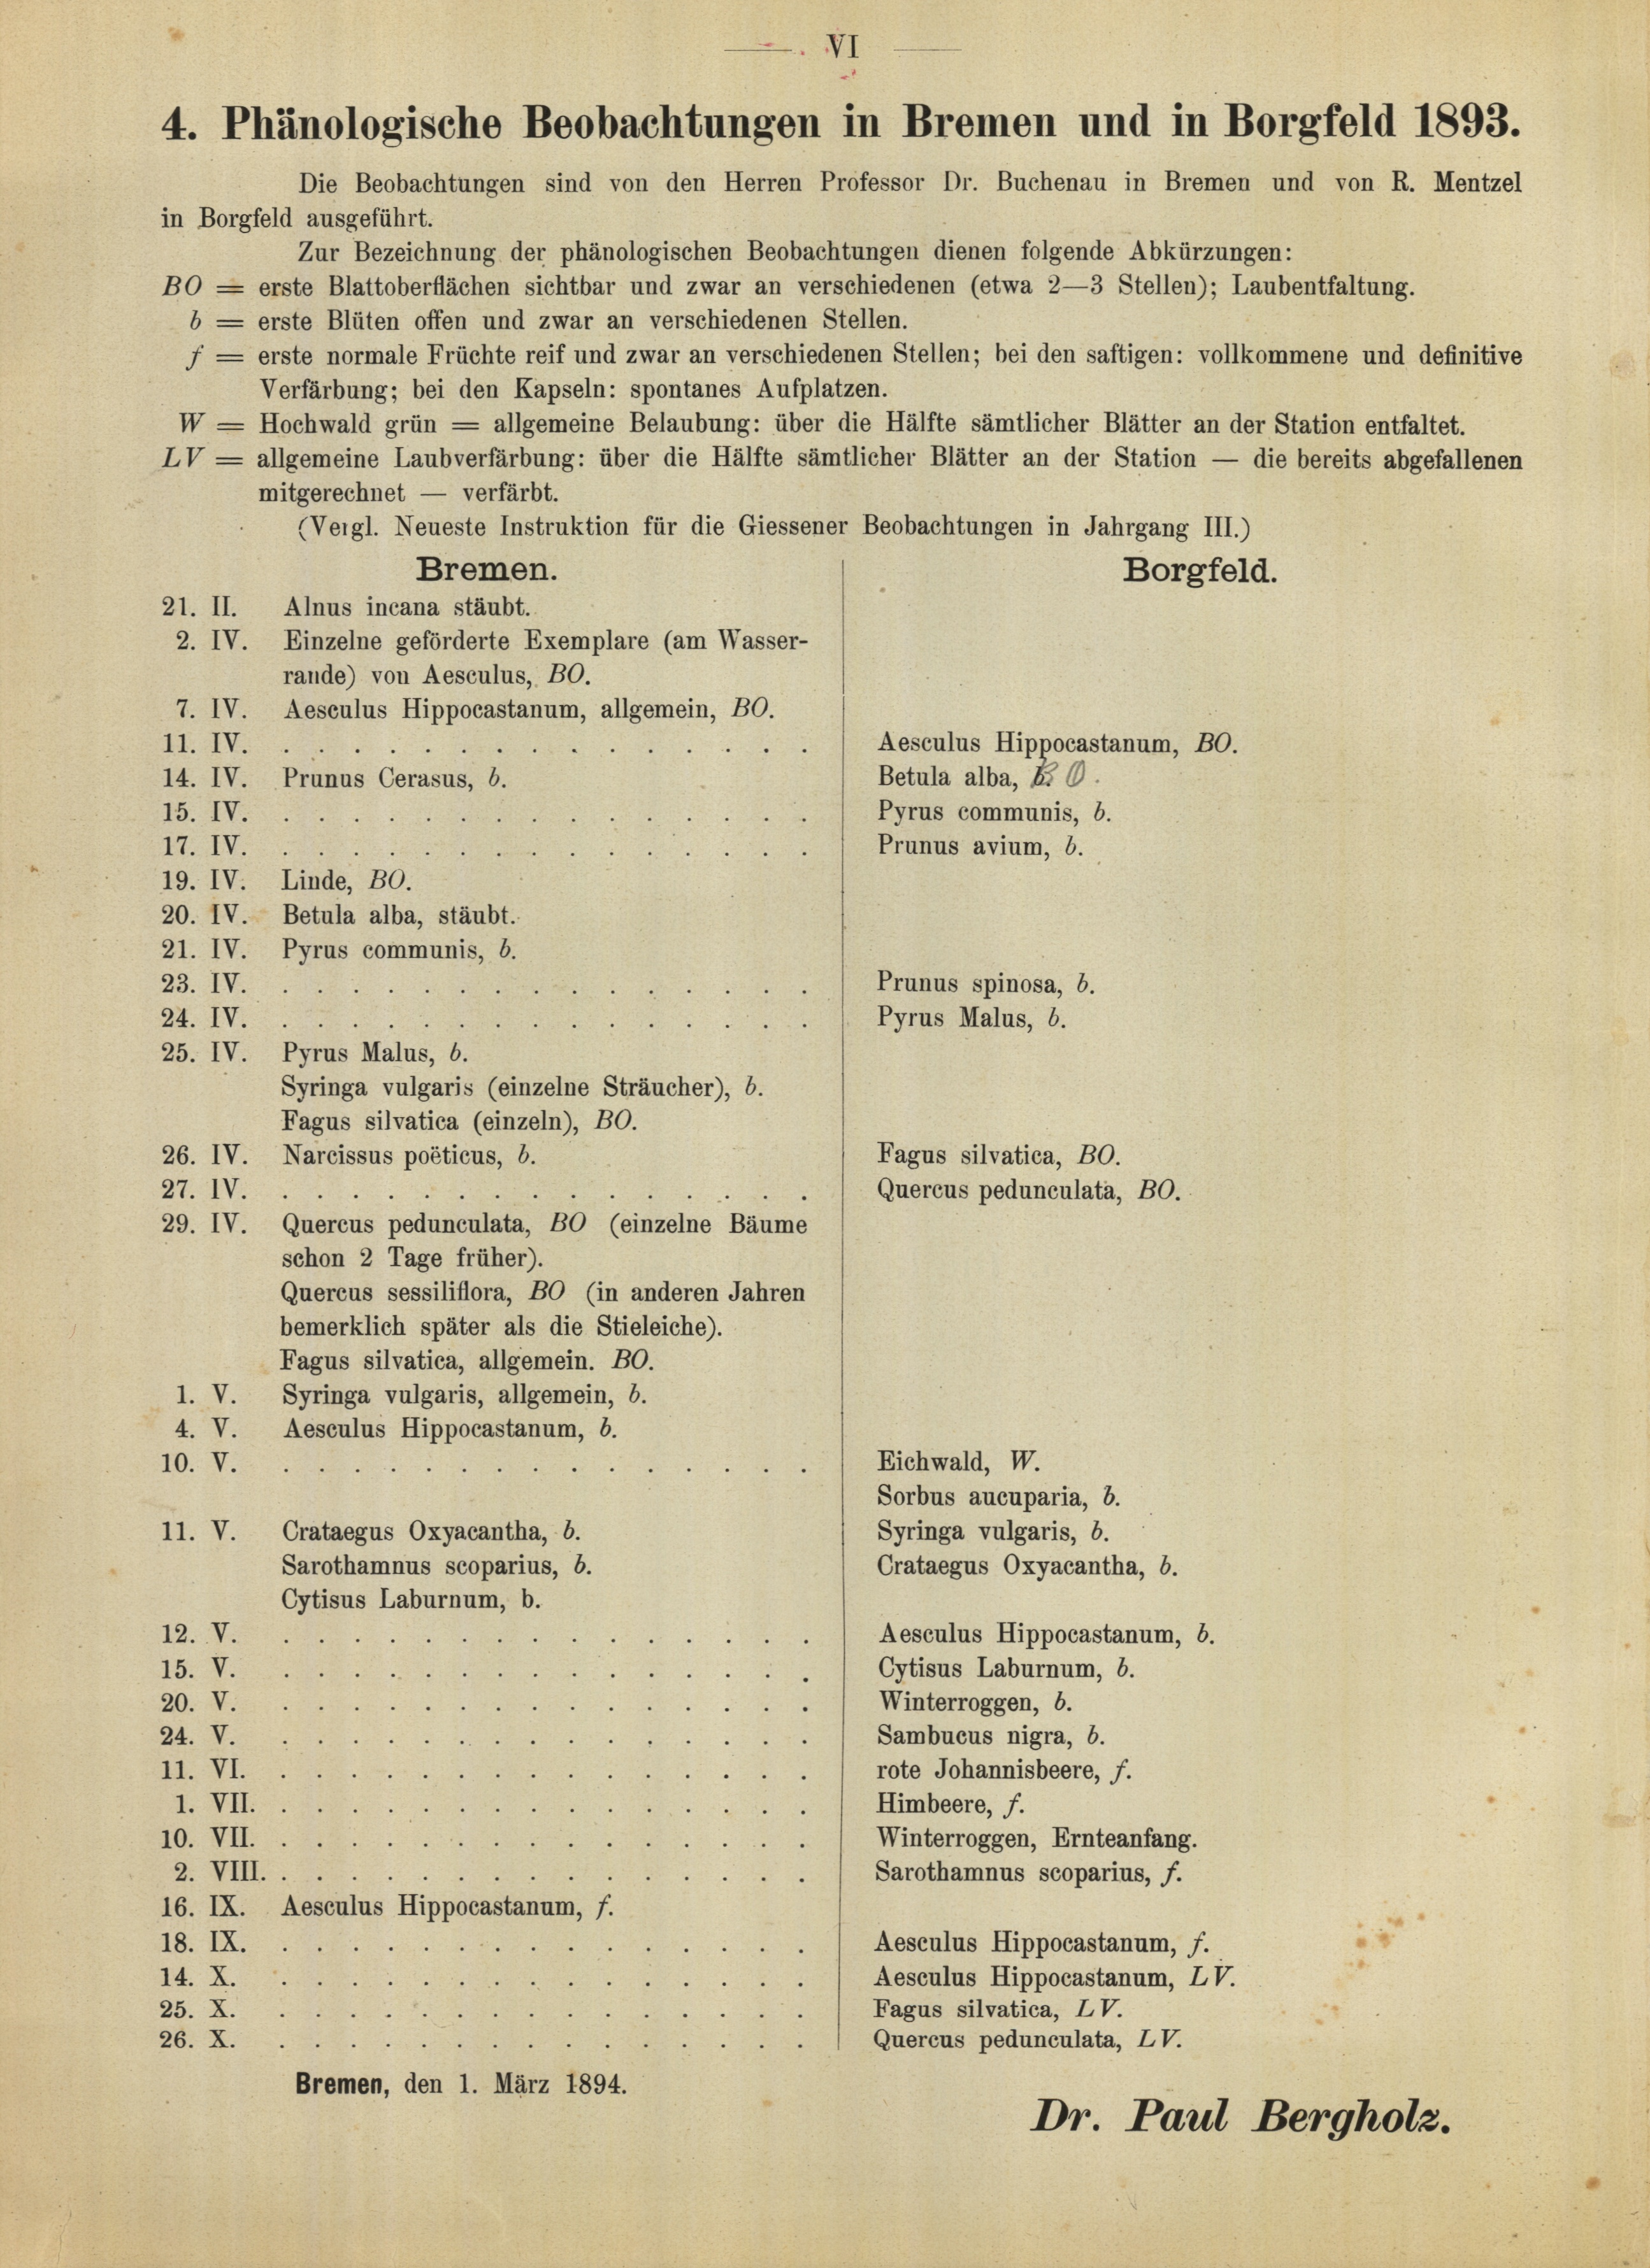 VI
4. Phänologische Beobachtungen in Bremen und in Borgfeld 1893.
Die Beobachtungen sind von den Herren Professor Dr. Buchenau in Bremen und von R. Mentzel
in Borgfeld ausgeführt.
Zur Bezeichnung der phänologischen Beobachtungen dienen folgende Abkürzungen:
BO = erste Blattoberflächen sichtbar und zwar an verschiedenen (etwa 2—3 Stellen); Laubentfaltung.
b = erste Blüten offen und zwar an verschiedenen Stellen.
f = erste normale Früchte reif und zwar an verschiedenen Stellen; bei den saftigen: vollkommene und definitive
Verfärbung; bei den Kapseln: spontanes Aufplatzen.
W = Hochwald grün = allgemeine Belaubung: über die Hälfte sämtlicher Blätter an der Station entfaltet.
LV = allgemeine Laubverfärbung: über die Hälfte sämtlicher Blätter an der Station — die bereits abgefallenen
mitgerechnet — verfärbt.
(Vergl. Neueste Instruktion für die Giessener Beobachtungen in Jahrgang III.)
Bremen. Borgfeld.
21. II. Alnus incana stäubt.
2. IV. Einzelne geförderte Exemplare (am Wasser-
rande) von Aesculus, BO.
7. IV. Aesculus Hippocastanum, allgemein, BO.
11. IV. . . . . . . . . . . . . . . . Aesculus Hippocastanum, BO.
14. IV. Prunus Cerasus, b. Betula alba, B O.
15. IV. . . . . . . . . . . . . . . . Pyrus communis, b.
17. IV. . . . . . . . . . . . . . . . Prunus avium, b.
19. IV. Linde, BO.
20. IV. Betula alba, stäubt.
21. IV. Pyrus communis, b.
23. IV. . . . . . . . . . . . . . . . Prunus spinosa, b.
24. IV. . . . . . . . . . . . . . . . Pyrus Malus, b.
25. IV. Pyrus Malus, b.
Syringa vulgaris (einzelne Sträucher), b.
Fagus silvatica (einzeln), BO.
26. IV. Narcissus poëticus, b. Fagus silvatica, BO.
27. IV. . . . . . . . . . . . . . . . Quercus pedunculata, BO.
29. IV. Quercus pedunculata, BO (einzelne Bäume
schon 2 Tage früher).
Quercus sessiliflora, BO (in anderen Jahren
bemerklich später als die Stieleiche).
Fagus silvatica, allgemein. BO.
1. V. Syringa vulgaris, allgemein, b.
4. V. Aesculus Hippocastanum, b.
10. V. . . . . . . . . . . . . . . . Eichwald, W.
Sorbus aucuparia, b.
11. V. Crataegus Oxyacantha, b. Syringa vulgaris, b.
Sarothamnus scoparius, b. Crataegus Oxyacantha, b.
Cytisus Laburnum, b.
12. V. . . . . . . . . . . . . . . . Aesculus Hippocastanum, b.
15. V. . . . . . . . . . . . . . . . Cytisus Laburnum, b.
20. V. . . . . . . . . . . . . . . . Winterroggen, b.
24. V. . . . . . . . . . . . . . . . Sambucus nigra, b.
11. VI. . . . . . . . . . . . . . . . rote Johannisbeere, f.
1. VII. . . . . . . . . . . . . . . . Himbeere, f.
10. VII. . . . . . . . . . . . . . . . Winterroggen, Ernteanfang.
2. VIII. . . . . . . . . . . . . . . . Sarothamnus scoparius, f.
16. IX. Aesculus Hippocastanum, f.
18. IX. . . . . . . . . . . . . . . . Aesculus Hippocastanum, f.
14. X. . . . . . . . . . . . . . . . Aesculus Hippocastanum, LV.
25. X. . . . . . . . . . . . . . . . Fagus silvatica, LV.
26. X. . . . . . . . . . . . . . . . Quercus pedunculata, LV.
Bremen, den 1. März 1894.
Dr. Paul Bergholz.